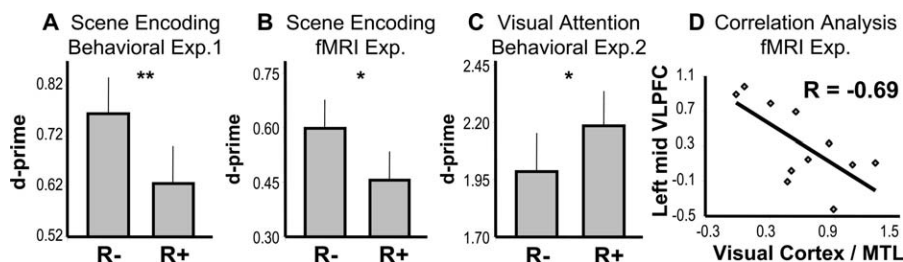 A Scene Encoding
Behavioral Exp.1
d-prime
0.82
0.72
0.62
0.52
**
R- R+
B Scene Encoding
fMRI Exp.
d-prime
0.75
0.60
0.45
0.30
*
R- R+
C Visual Attention
Behavioral Exp.2
d-prime
2.45
2.20
1.95
1.70
*
R- R+
D Correlation Analysis
fMRI Exp.
Left mid VLPFC
1.1
0.7
0.3
-0.1
-0.5
R = -0.69
-0.3 0.3 0.9 1.5
Visual Cortex / MTL